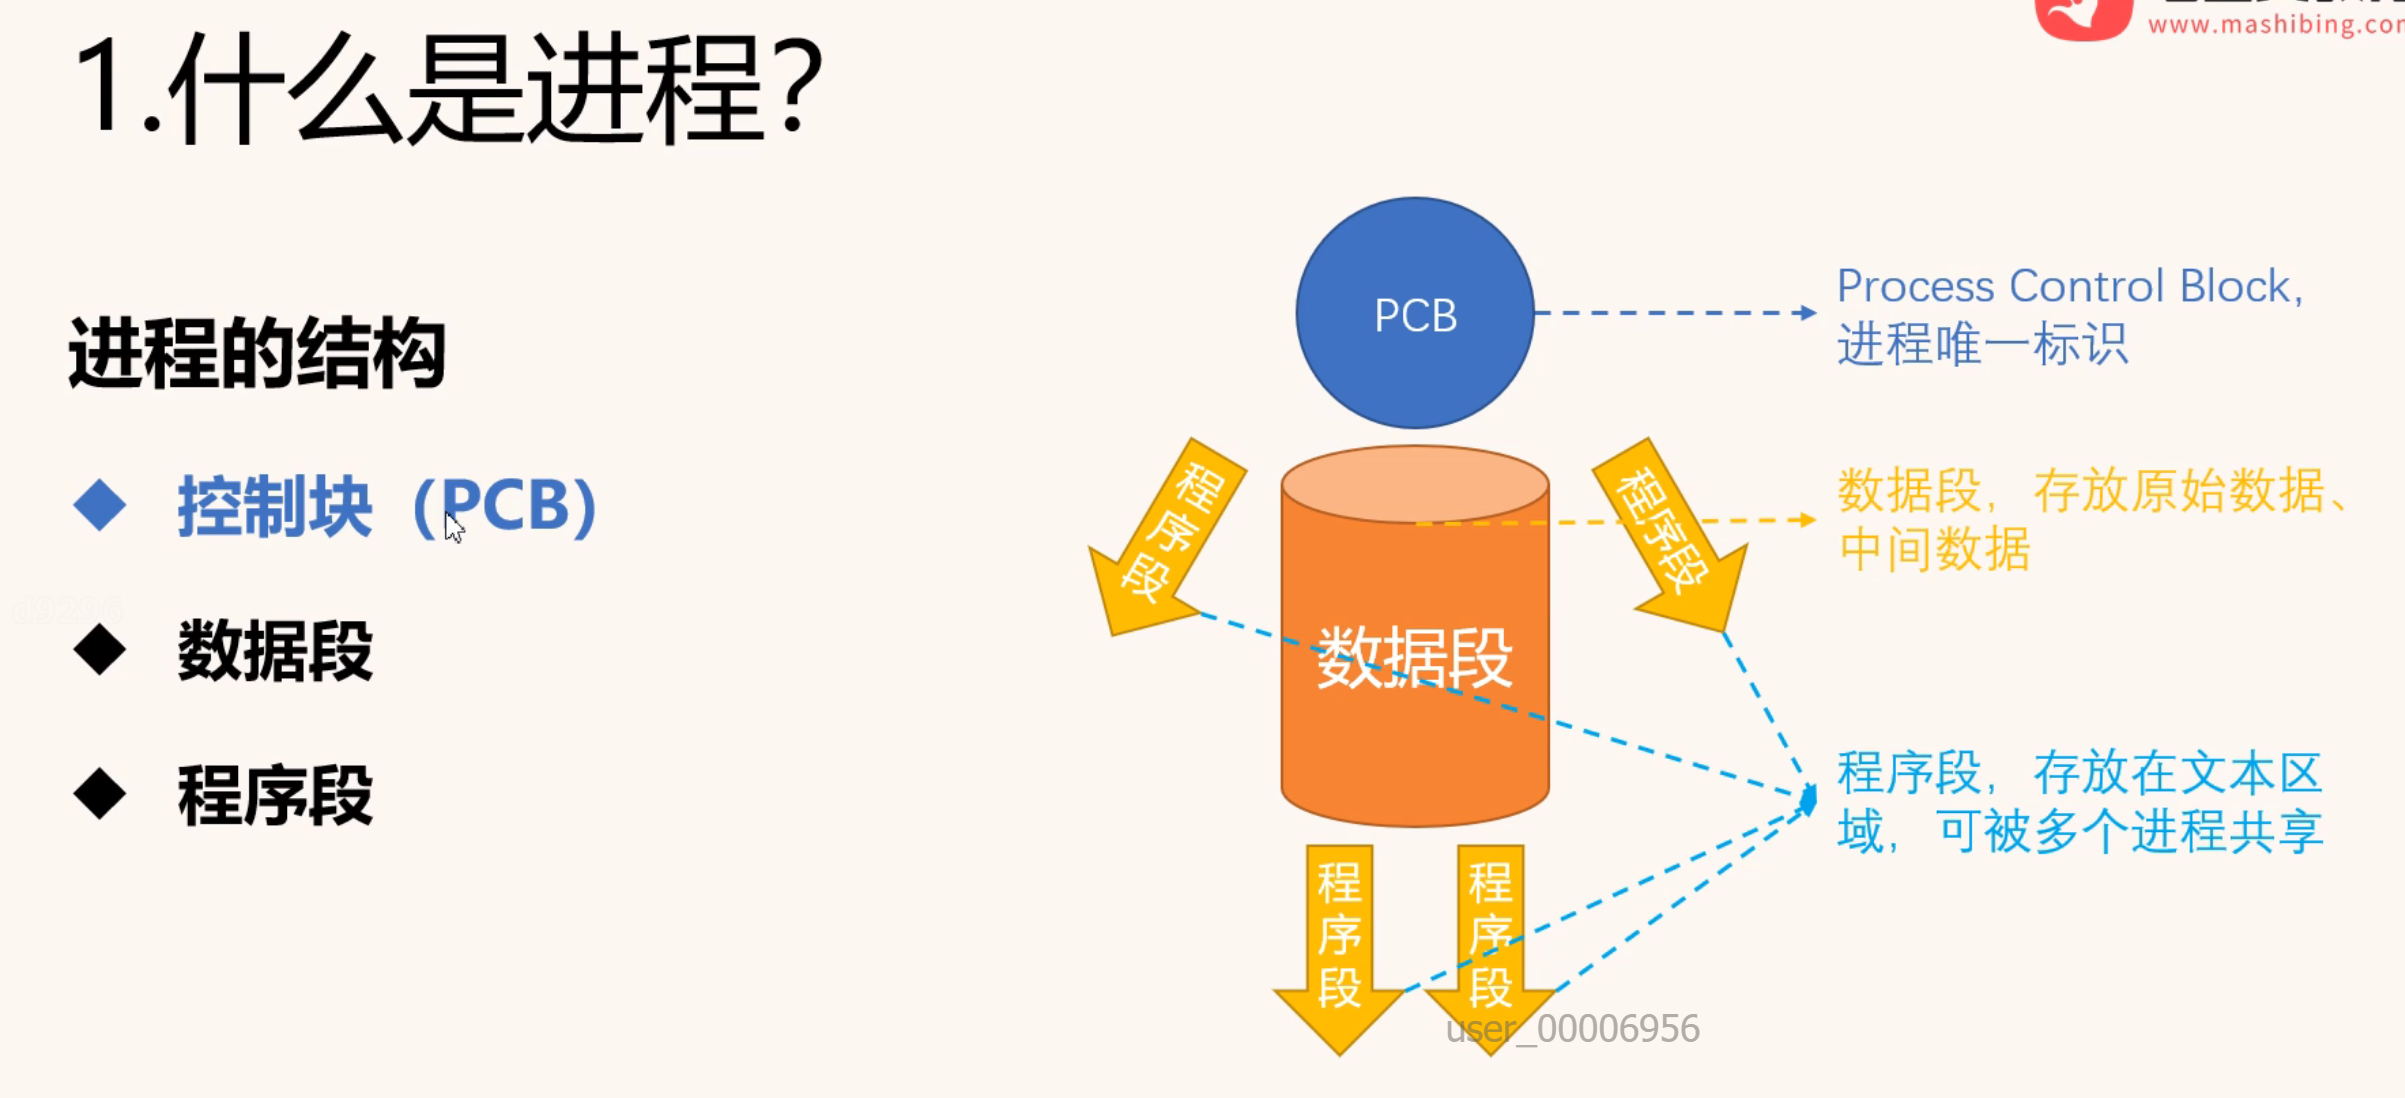 www.mashibing.com
1.什么是进程?
进程的结构
控制块（PCB）
数据段
程序段
PCB
Process Control Block,
进程唯一标识
程序段
程序段
数据段，存放原始数据、
中间数据
数据段
程序段，存放在文本区
域，可被多个进程共享
程序段
程序段
d9296
user_00006956